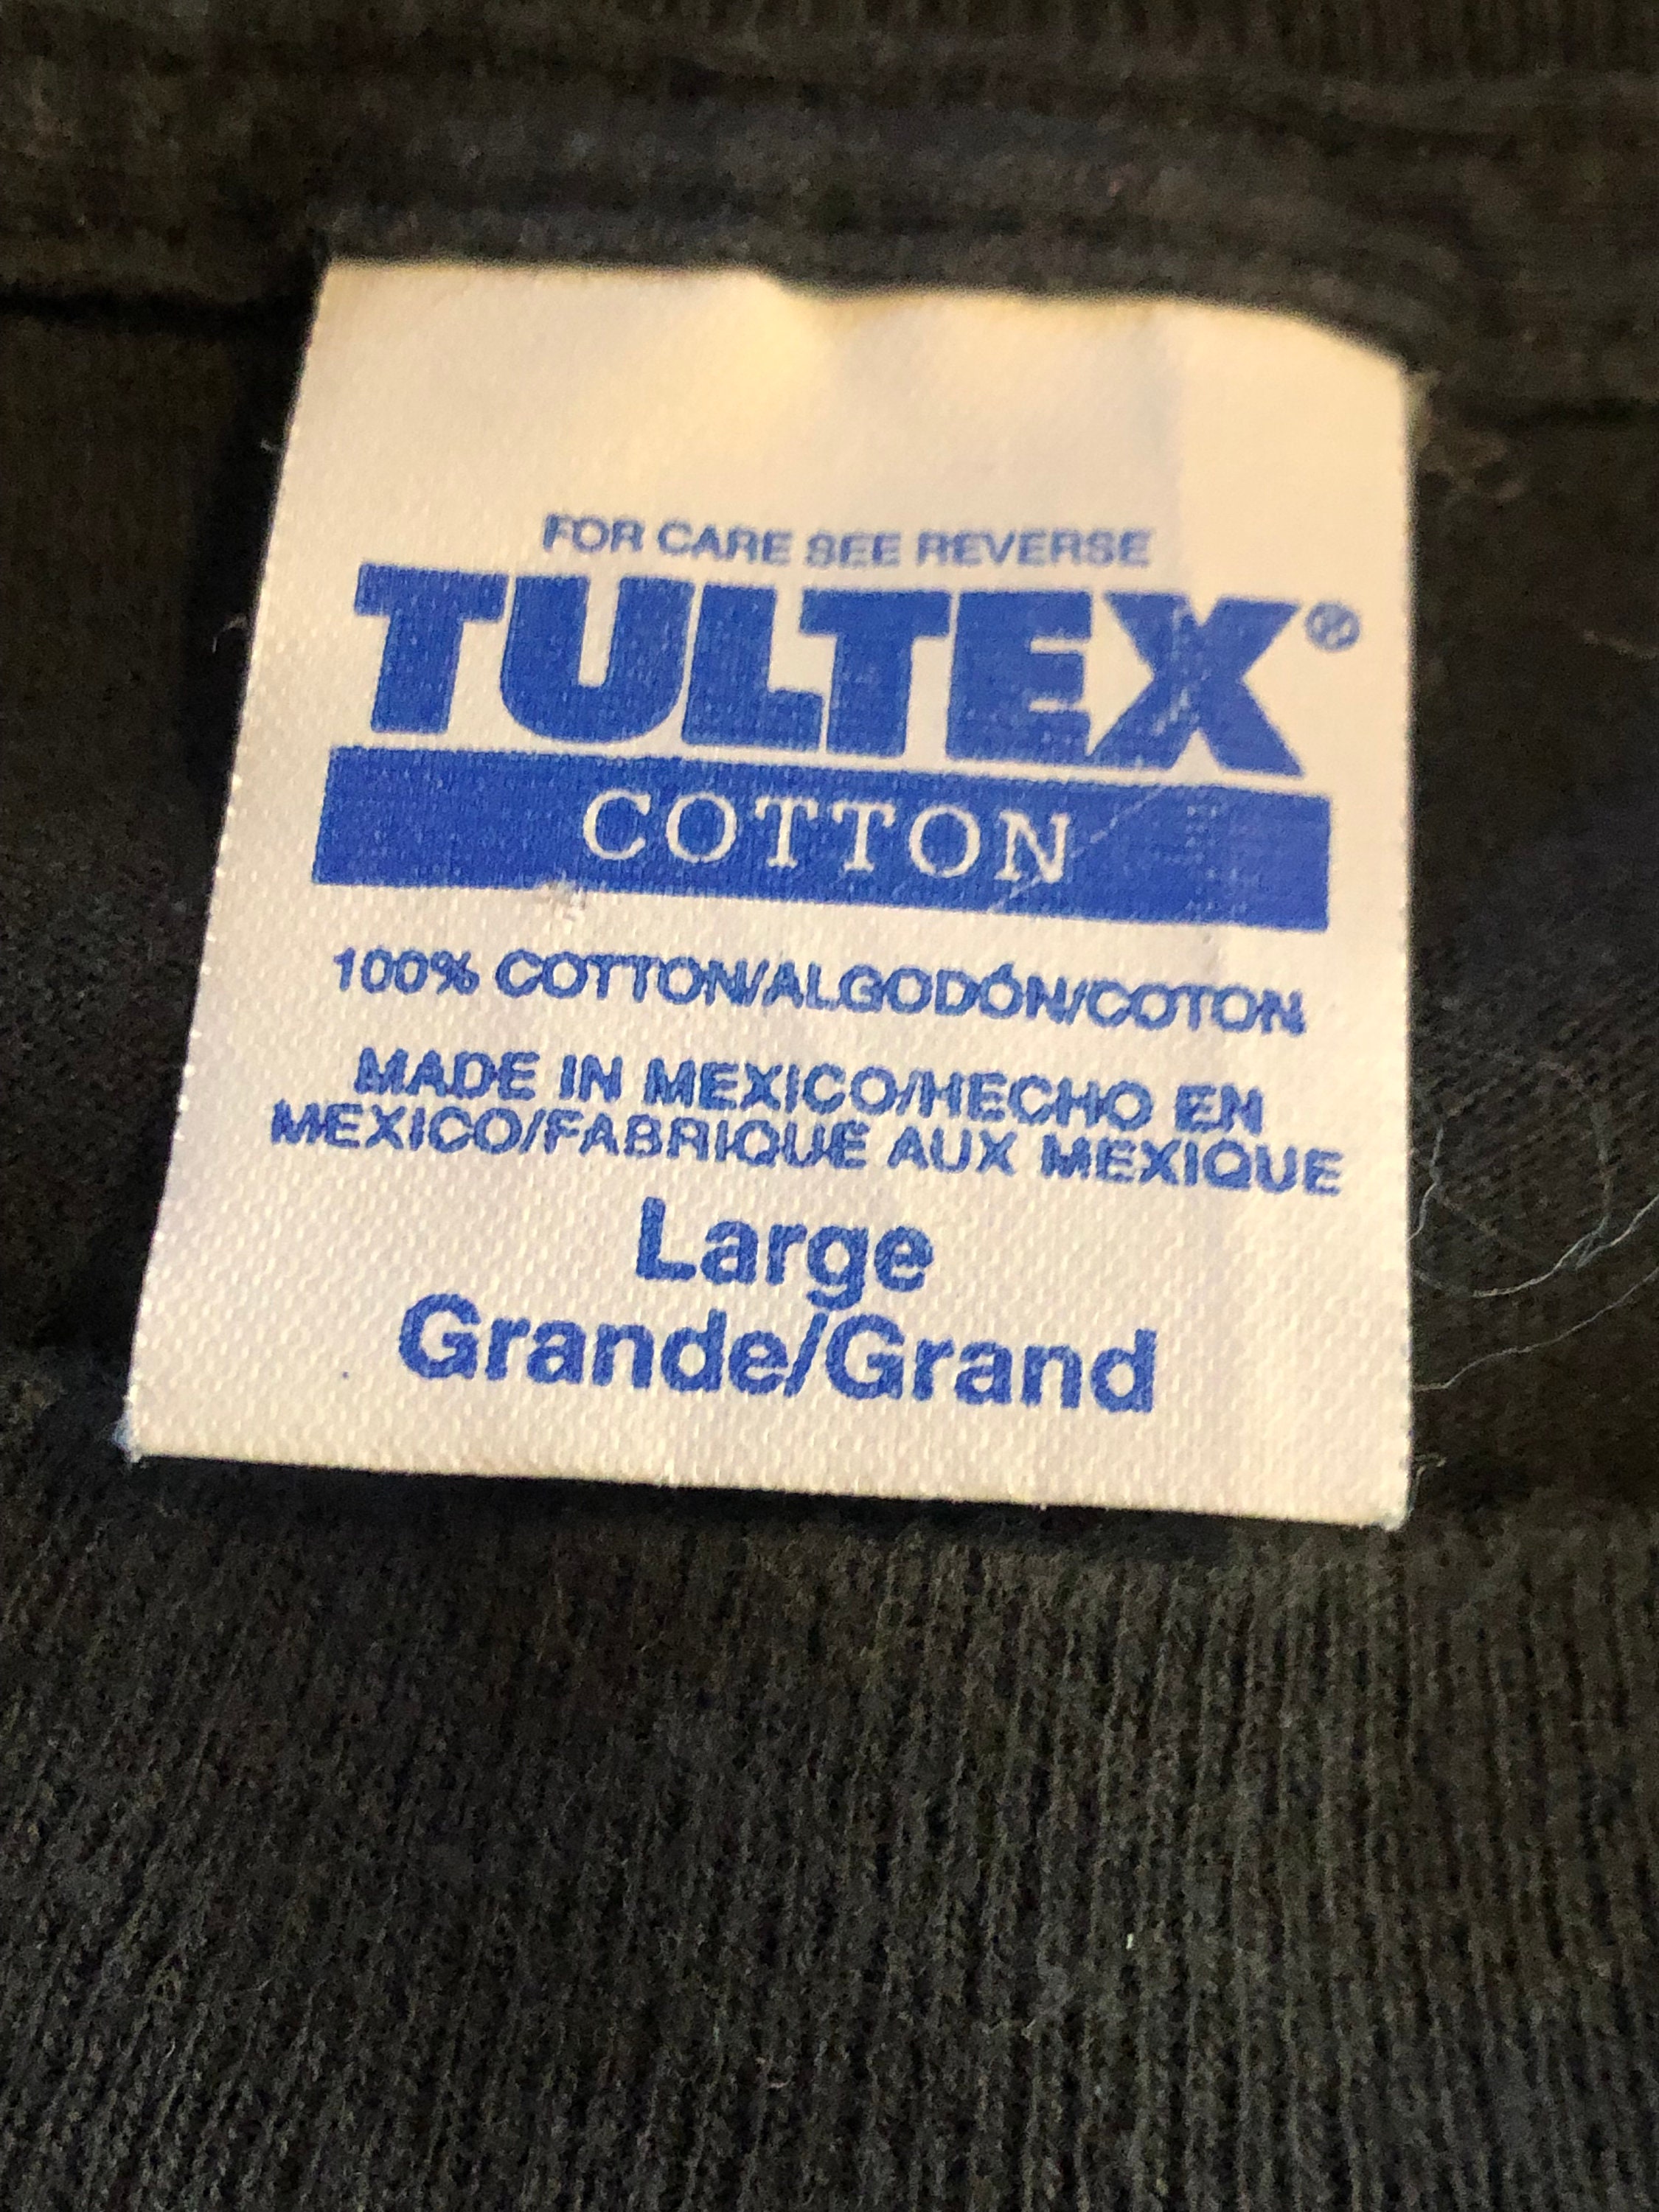 FOR CARE SEE REVERSE
TULTEX®
COTTON
100% COTTON/ALGODÓN/COTON
MADE IN MEXICO/HECHO EN
MEXICO/FABRIQUE AUX MEXIQUE
Large
Grande/Grand